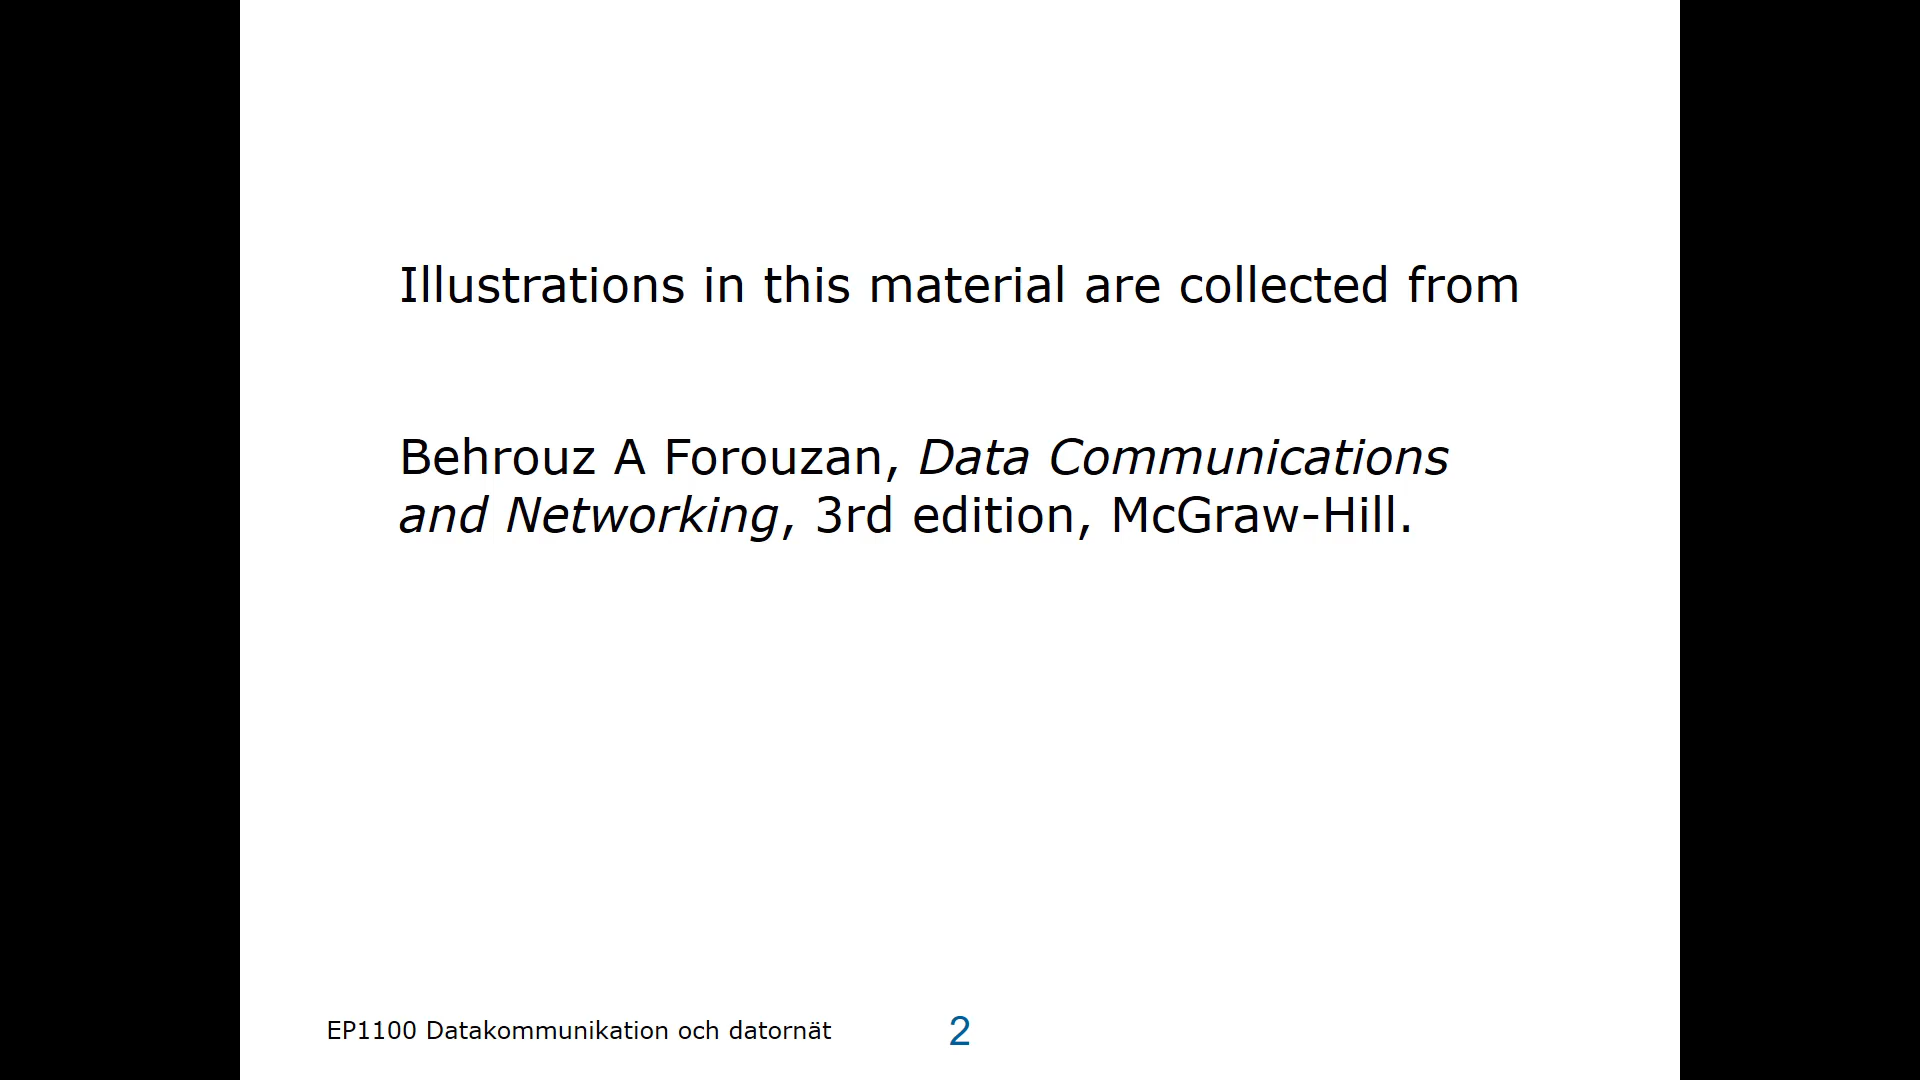 Illustrations in this material are collected from
Behrouz A Forouzan, Data Communications
and Networking, 3rd edition, McGraw-Hill.
EP1100 Datakommunikation och datornät
2